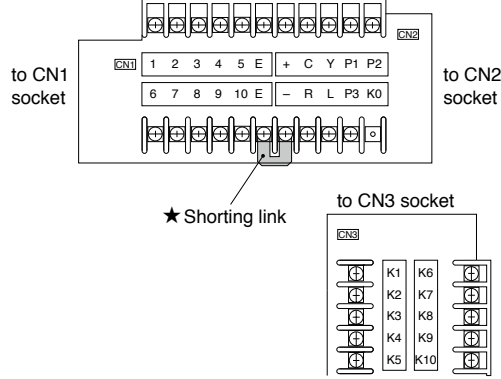 CN2
CN1 1 2 3 4 5 E + C Y P1 P2
6 7 8 9 10 E – R L P3 K0
to CN1
socket
to CN2
socket
★ Shorting link
to CN3 socket
CN3
K1 K6
K2 K7
K3 K8
K4 K9
K5 K10